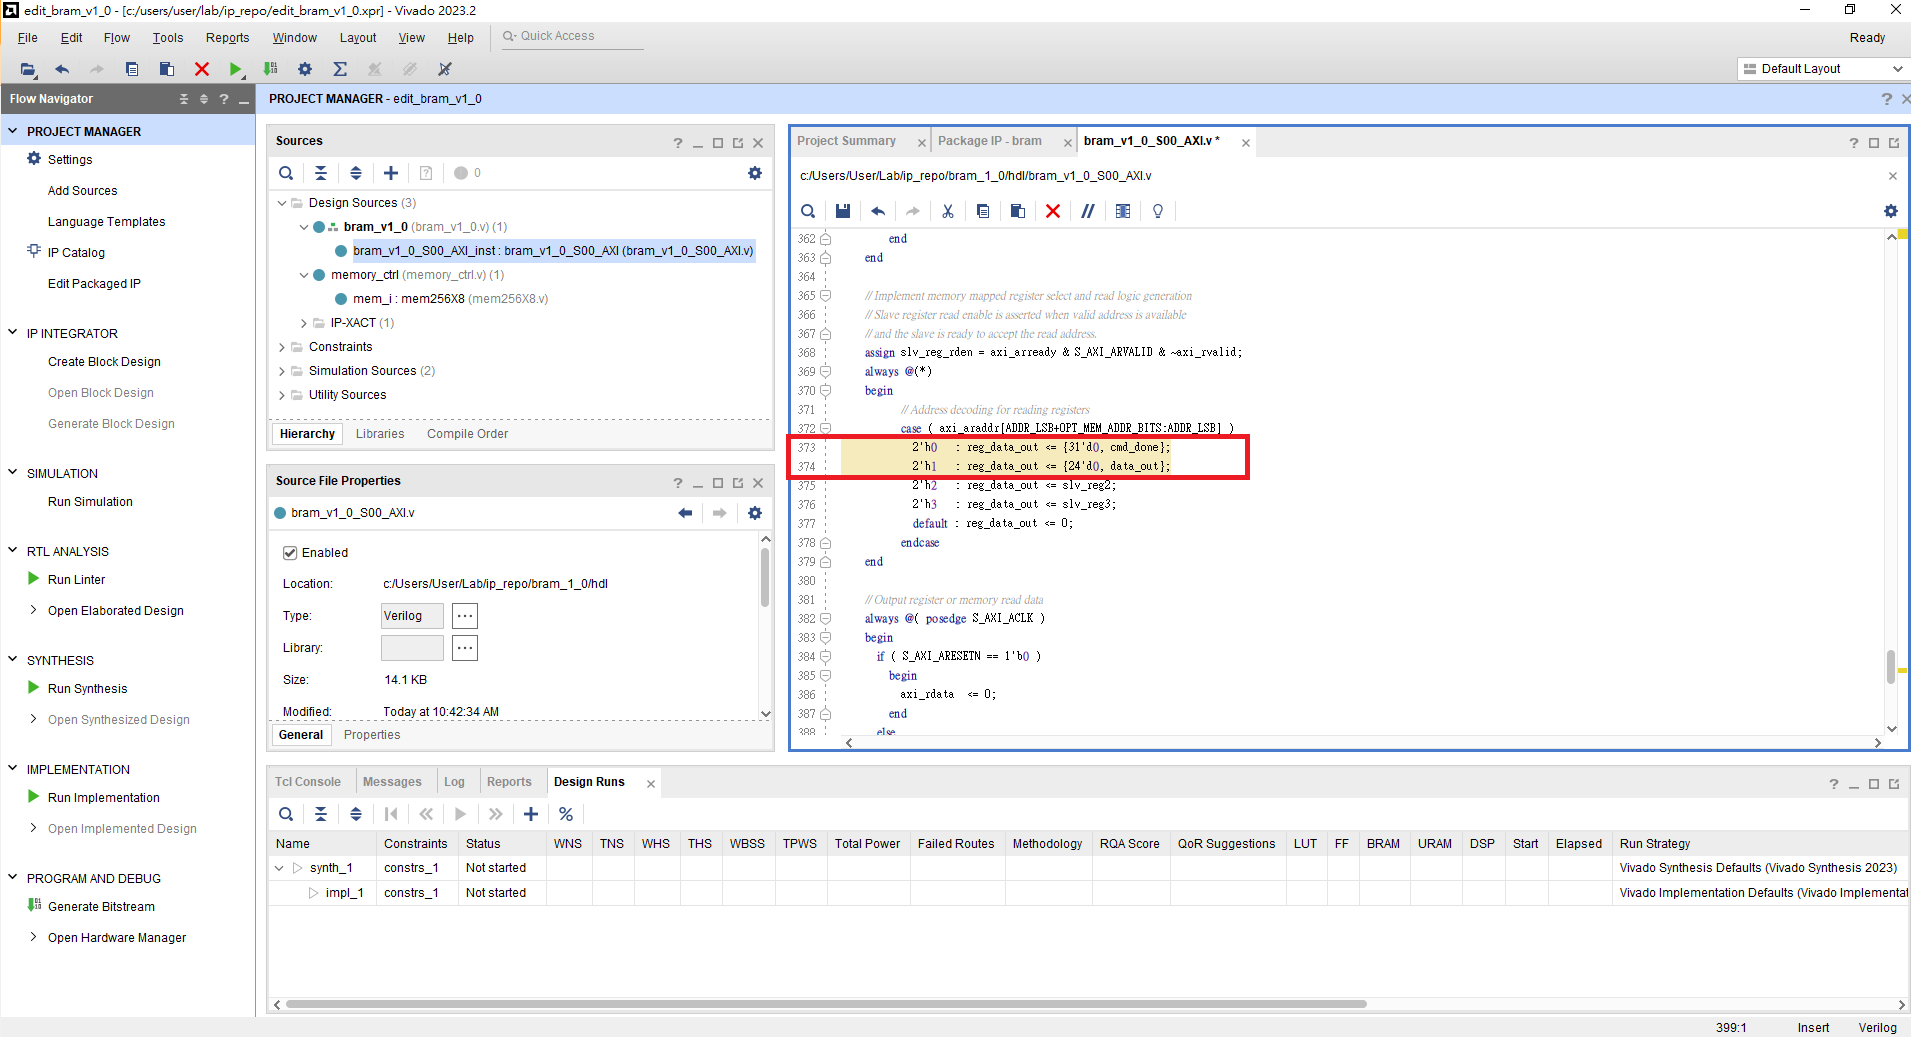 edit_bram_v1_0 - [c:/users/user/lab/ip_repo/edit_bram_v1_0.xpr] - Vivado 2023.2
File Edit Flow Tools Reports Window Layout View Help Quick Access Ready
Default Layout
Flow Navigator
PROJECT MANAGER
Settings
Add Sources
Language Templates
IP Catalog
Edit Packaged IP
IP INTEGRATOR
Create Block Design
Open Block Design
Generate Block Design
SIMULATION
Run Simulation
RTL ANALYSIS
Run Linter
Open Elaborated Design
SYNTHESIS
Run Synthesis
Open Synthesized Design
IMPLEMENTATION
Run Implementation
Open Implemented Design
PROGRAM AND DEBUG
Generate Bitstream
Open Hardware Manager
PROJECT MANAGER - edit_bram_v1_0
Sources
0
Design Sources (3)
bram_v1_0 (bram_v1_0.v) (1)
bram_v1_0_S00_AXI_inst : bram_v1_0_S00_AXI (bram_v1_0_S00_AXI.v)
memory_ctrl (memory_ctrl.v) (1)
mem_i : mem256X8 (mem256X8.v)
IP-XACT (1)
Constraints
Simulation Sources (2)
Utility Sources
Hierarchy Libraries Compile Order
Source File Properties
bram_v1_0_S00_AXI.v
Enabled
Location: c:/Users/User/Lab/ip_repo/bram_1_0/hdl
Type: Verilog
Library:
Size: 14.1 KB
Modified: Today at 10:42:34 AM
General Properties
Project Summary Package IP - bram bram_v1_0_S00_AXI.v *
c:/Users/User/Lab/ip_repo/bram_1_0/hdl/bram_v1_0_S00_AXI.v
362 end
363 end
364
365 // Implement memory mapped register select and read logic generation
366 // Slave register read enable is asserted when valid address is available
367 // and the slave is ready to accept the read address.
368 assign slv_reg_rden = axi_arready & S_AXI_ARVALID & ~axi_rvalid;
369 always @(*)
370 begin
371 // Address decoding for reading registers
372 case ( axi_araddr[ADDR_LSB+OPT_MEM_ADDR_BITS:ADDR_LSB] )
373 2'h0 : reg_data_out <= {31'd0, cmd_done};
374 2'h1 : reg_data_out <= {24'd0, data_out};
375 2'h2 : reg_data_out <= slv_reg2;
376 2'h3 : reg_data_out <= slv_reg3;
377 default : reg_data_out <= 0;
378 endcase
379 end
380
381 // Output register or memory read data
382 always @( posedge S_AXI_ACLK )
383 begin
384 if ( S_AXI_ARESETN == 1'b0 )
385 begin
386 axi_rdata <= 0;
387 end
388 else
Tcl Console Messages Log Reports Design Runs
Name Constraints Status WNS TNS WHS THS WBSS TPWS Total Power Failed Routes Methodology RQA Score QoR Suggestions LUT FF BRAM URAM DSP Start Elapsed Run Strategy
synth_1 constrs_1 Not started Vivado Synthesis Defaults (Vivado Synthesis 2023)
impl_1 constrs_1 Not started Vivado Implementation Defaults (Vivado Implementat
399:1 Insert Verilog